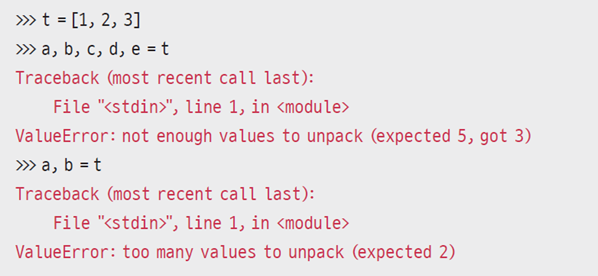 >>> t = [1, 2, 3]
>>> a, b, c, d, e = t
Traceback (most recent call last):
    File "<stdin>", line 1, in <module>
ValueError: not enough values to unpack (expected 5, got 3)
>>> a, b = t
Traceback (most recent call last):
    File "<stdin>", line 1, in <module>
ValueError: too many values to unpack (expected 2)